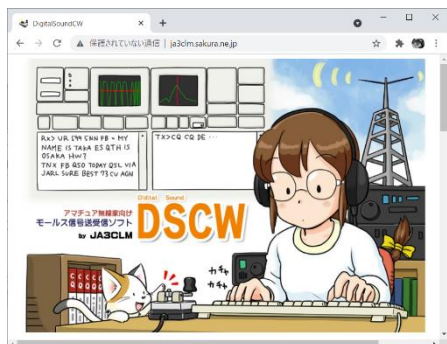 DigitalSoundCW
保護されていない通信 | ja3clm.sakura.ne.jp
RX> UR 599 5NN FB = MY
NAME IS TAKA ES QTH IS
OSAKA HW?
TNX FB QSO TODAY QSL VIA
JARL SURE BEST 73 CU AGN
TX>CQ CQ DE ...
Digital Sound
DSCW
アマチュア無線家向け
モールス信号送受信ソフト
by JA3CLM
カチャ
カチャ